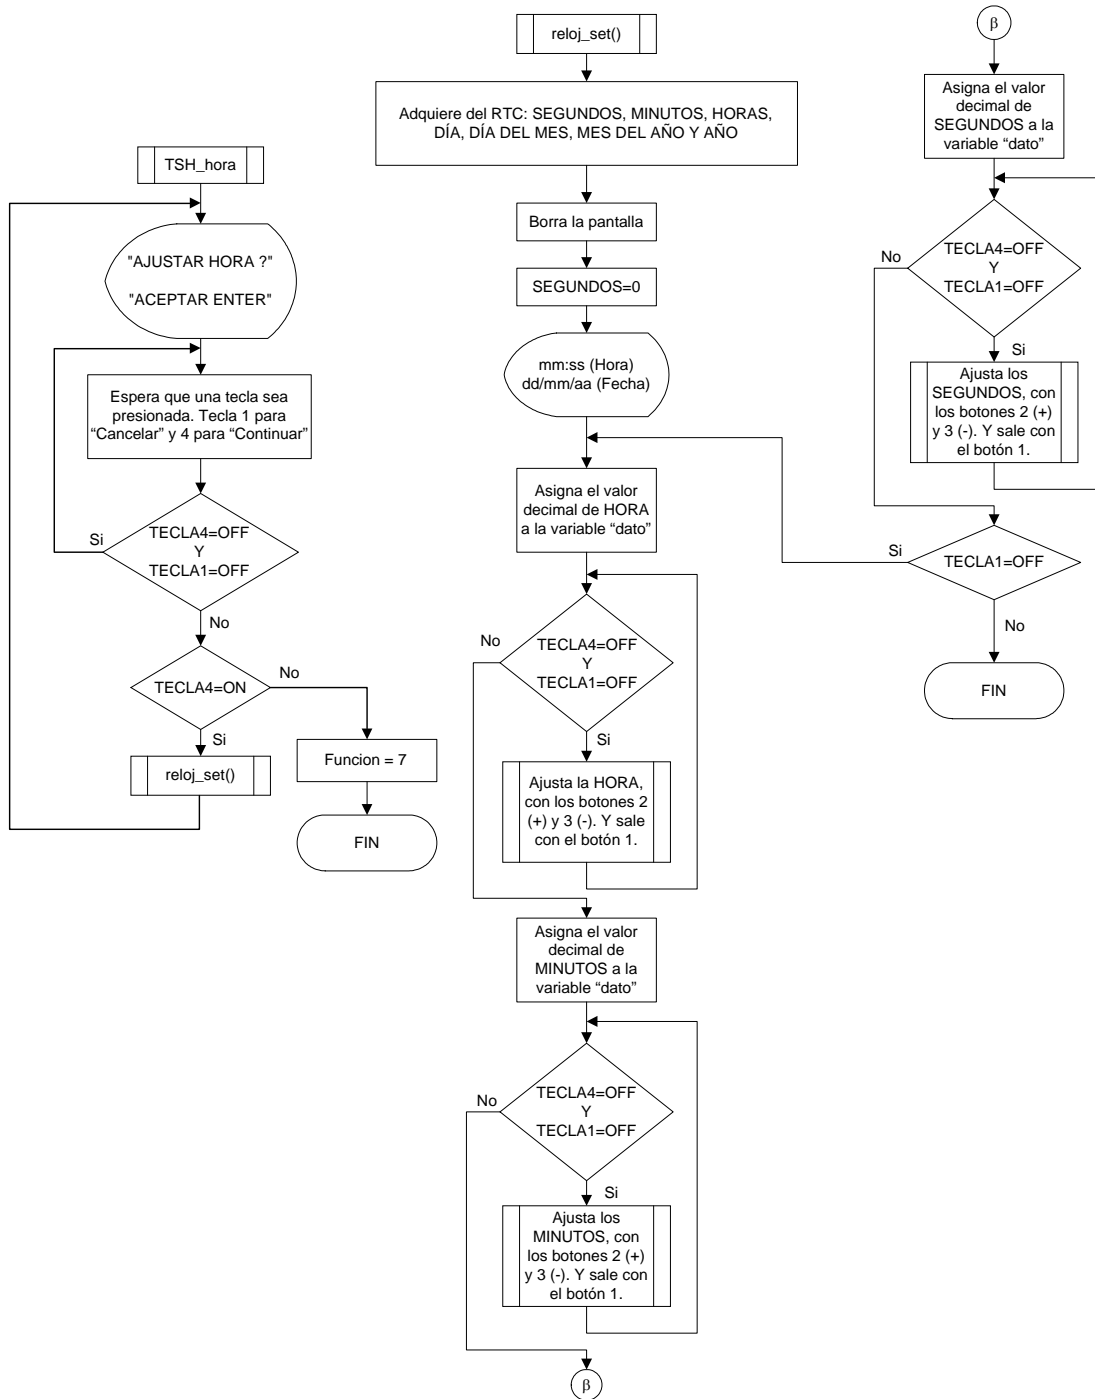 TSH_hora
"AJUSTAR HORA ?"
"ACEPTAR ENTER"
Espera que una tecla sea
presionada. Tecla 1 para
“Cancelar” y 4 para “Continuar”
TECLA4=OFF
Y
TECLA1=OFF
Si
No
TECLA4=ON
No
Si
reloj_set()
Funcion = 7
FIN
reloj_set()
Adquiere del RTC: SEGUNDOS, MINUTOS, HORAS,
DÍA, DÍA DEL MES, MES DEL AÑO Y AÑO
Borra la pantalla
SEGUNDOS=0
mm:ss (Hora)
dd/mm/aa (Fecha)
Asigna el valor
decimal de HORA
a la variable “dato”
No
TECLA4=OFF
Y
TECLA1=OFF
Si
Ajusta la HORA,
con los botones 2
(+) y 3 (-). Y sale
con el botón 1.
Asigna el valor
decimal de
MINUTOS a la
variable “dato”
No
TECLA4=OFF
Y
TECLA1=OFF
Si
Ajusta los
MINUTOS, con
los botones 2 (+)
y 3 (-). Y sale con
el botón 1.
β
β
Asigna el valor
decimal de
SEGUNDOS a la
variable “dato”
No
TECLA4=OFF
Y
TECLA1=OFF
Si
Ajusta los
SEGUNDOS, con
los botones 2 (+)
y 3 (-). Y sale con
el botón 1.
Si
TECLA1=OFF
No
FIN